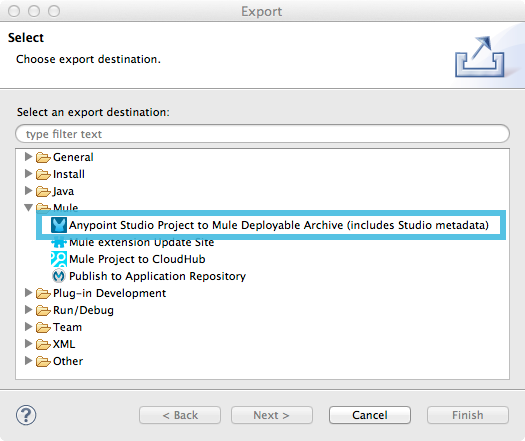 Export
Select
Choose export destination.
Select an export destination:
type filter text
General
Install
Java
Mule
Anypoint Studio Project to Mule Deployable Archive (includes Studio metadata)
Mule extension Update Site
Mule Project to CloudHub
Publish to Application Repository
Plug-in Development
Run/Debug
Team
XML
Other
? < Back Next > Cancel Finish